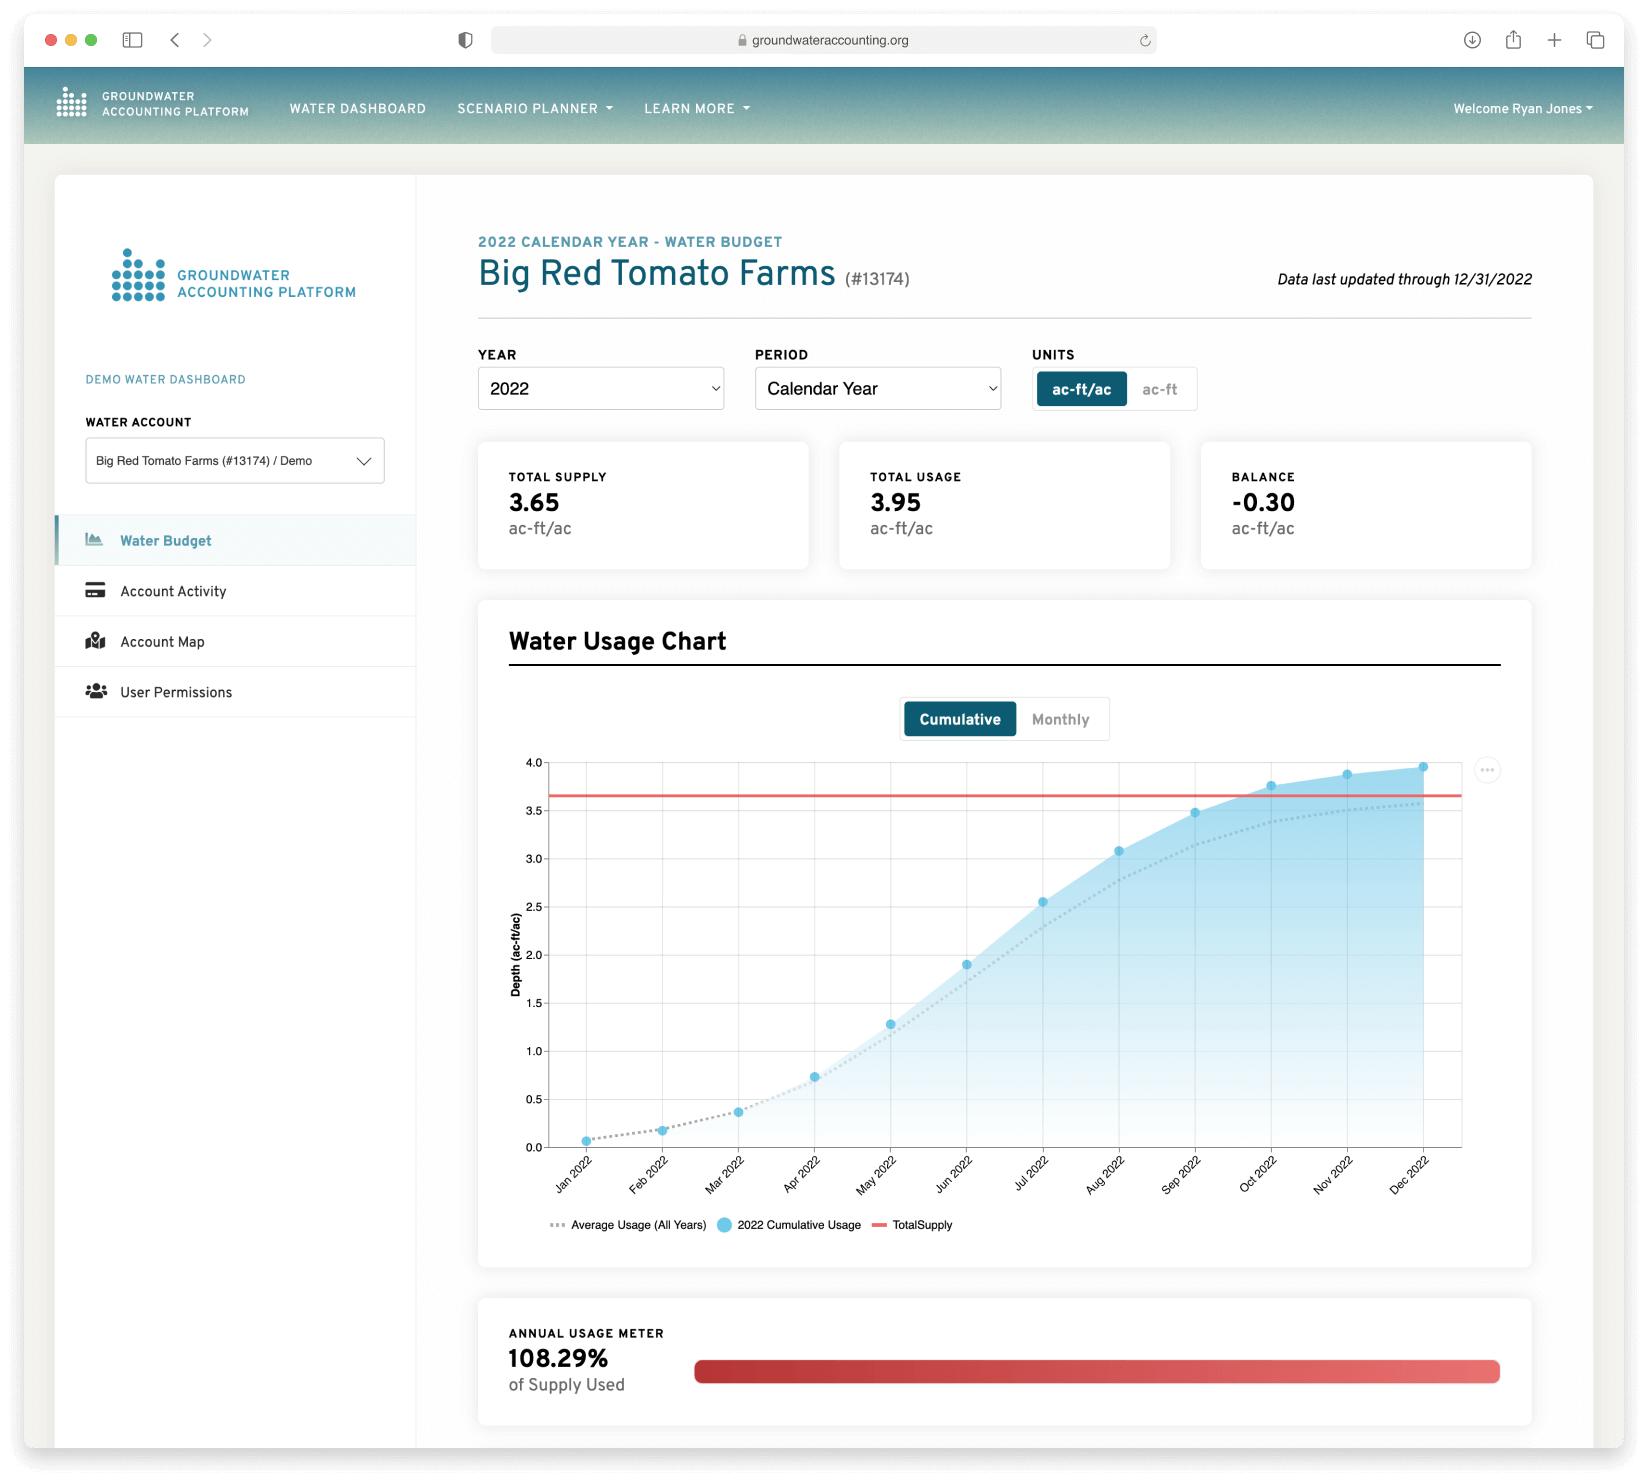 groundwateraccounting.org
GROUNDWATER
ACCOUNTING PLATFORM
WATER DASHBOARD
SCENARIO PLANNER
LEARN MORE
Welcome Ryan Jones
GROUNDWATER
ACCOUNTING PLATFORM
DEMO WATER DASHBOARD
WATER ACCOUNT
Big Red Tomato Farms (#13174) / Demo
Water Budget
Account Activity
Account Map
User Permissions
2022 CALENDAR YEAR - WATER BUDGET
Big Red Tomato Farms (#13174)
Data last updated through 12/31/2022
YEAR
2022
PERIOD
Calendar Year
UNITS
ac-ft/ac
ac-ft
TOTAL SUPPLY
3.65
ac-ft/ac
TOTAL USAGE
3.95
ac-ft/ac
BALANCE
-0.30
ac-ft/ac
Water Usage Chart
Cumulative
Monthly
Depth (ac-ft/ac)
4.0
3.5
3.0
2.5
2.0
1.5
1.0
0.5
0.0
Jan 2022
Feb 2022
Mar 2022
Apr 2022
May 2022
Jun 2022
Jul 2022
Aug 2022
Sep 2022
Oct 2022
Nov 2022
Dec 2022
Average Usage (All Years)
2022 Cumulative Usage
TotalSupply
ANNUAL USAGE METER
108.29%
of Supply Used